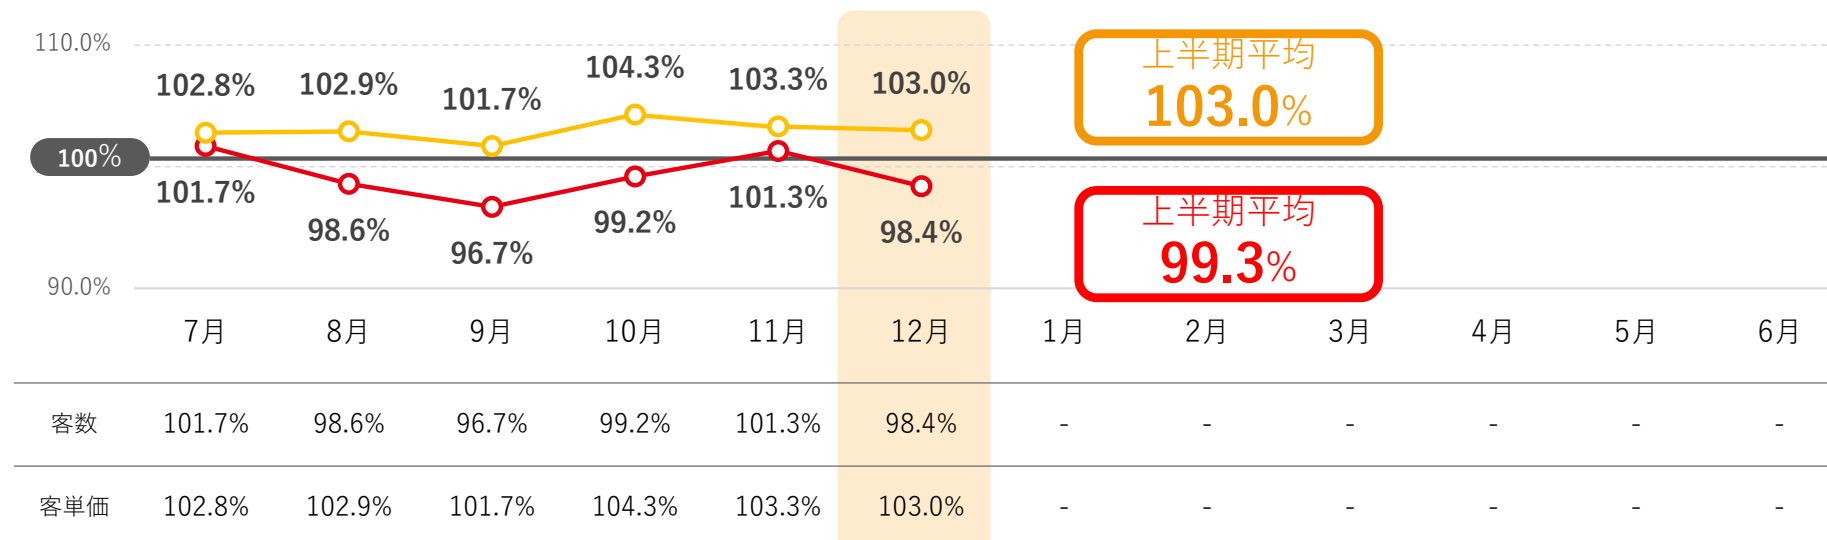 110.0%
102.8% 102.9% 101.7% 104.3% 103.3% 103.0%
上半期平均
103.0%
100%
101.7% 98.6% 96.7% 99.2% 101.3% 98.4%
上半期平均
99.3%
90.0%
7月 8月 9月 10月 11月 12月 1月 2月 3月 4月 5月 6月
客数 101.7% 98.6% 96.7% 99.2% 101.3% 98.4% - - - - - -
客単価 102.8% 102.9% 101.7% 104.3% 103.3% 103.0% - - - - - -